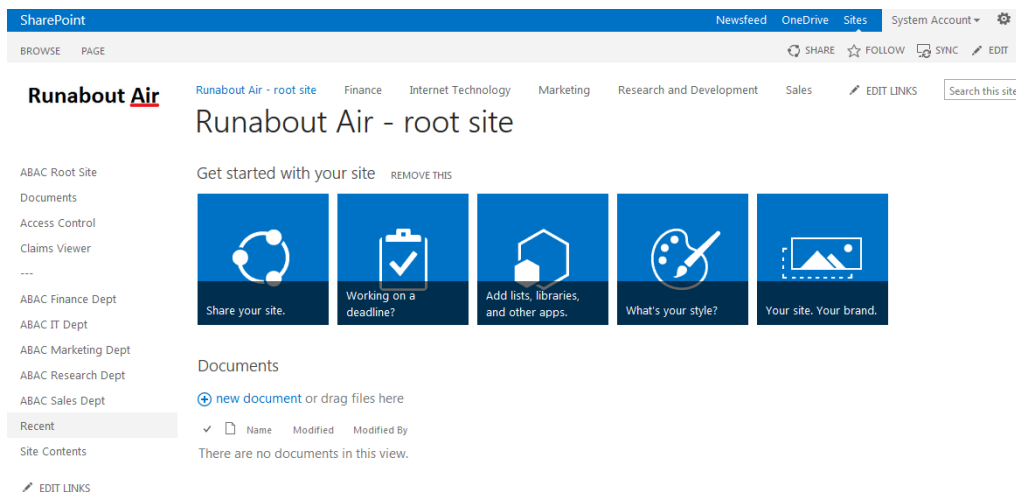 SharePoint
Newsfeed OneDrive Sites System Account
BROWSE PAGE
SHARE FOLLOW SYNC EDIT
Runabout Air
Runabout Air - root site Finance Internet Technology Marketing Research and Development Sales EDIT LINKS Search this site
Runabout Air - root site
ABAC Root Site
Documents
Access Control
Claims Viewer
---
ABAC Finance Dept
ABAC IT Dept
ABAC Marketing Dept
ABAC Research Dept
ABAC Sales Dept
Recent
Site Contents
EDIT LINKS
Get started with your site REMOVE THIS
Share your site.
Working on a
deadline?
Add lists, libraries,
and other apps.
What's your style?
Your site. Your brand.
Documents
new document or drag files here
Name Modified Modified By
There are no documents in this view.